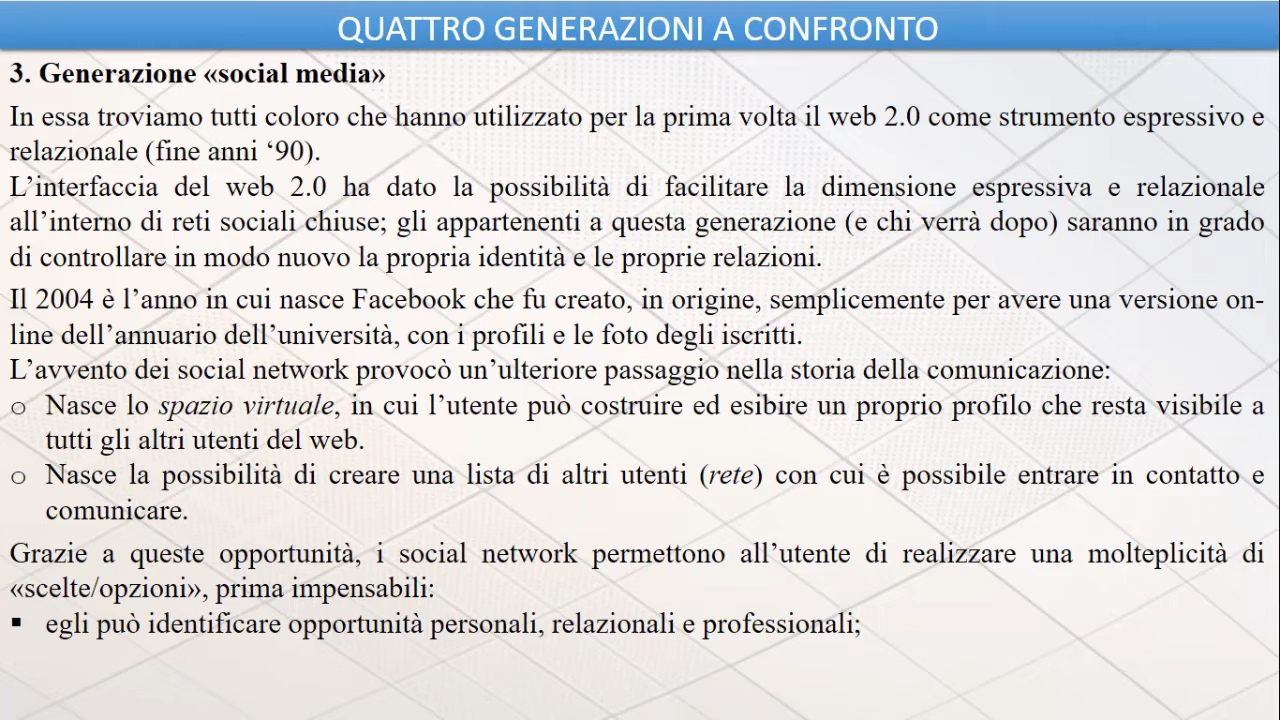 QUATTRO GENERAZIONI A CONFRONTO
3. Generazione «social media»
In essa troviamo tutti coloro che hanno utilizzato per la prima volta il web 2.0 come strumento espressivo e
relazionale (fine anni ‘90).
L’interfaccia del web 2.0 ha dato la possibilità di facilitare la dimensione espressiva e relazionale
all’interno di reti sociali chiuse; gli appartenenti a questa generazione (e chi verrà dopo) saranno in grado
di controllare in modo nuovo la propria identità e le proprie relazioni.
Il 2004 è l’anno in cui nasce Facebook che fu creato, in origine, semplicemente per avere una versione on-
line dell’annuario dell’università, con i profili e le foto degli iscritti.
L’avvento dei social network provocò un’ulteriore passaggio nella storia della comunicazione:
o Nasce lo spazio virtuale, in cui l’utente può costruire ed esibire un proprio profilo che resta visibile a
tutti gli altri utenti del web.
o Nasce la possibilità di creare una lista di altri utenti (rete) con cui è possibile entrare in contatto e
comunicare.
Grazie a queste opportunità, i social network permettono all’utente di realizzare una molteplicità di
«scelte/opzioni», prima impensabili:
▪ egli può identificare opportunità personali, relazionali e professionali;